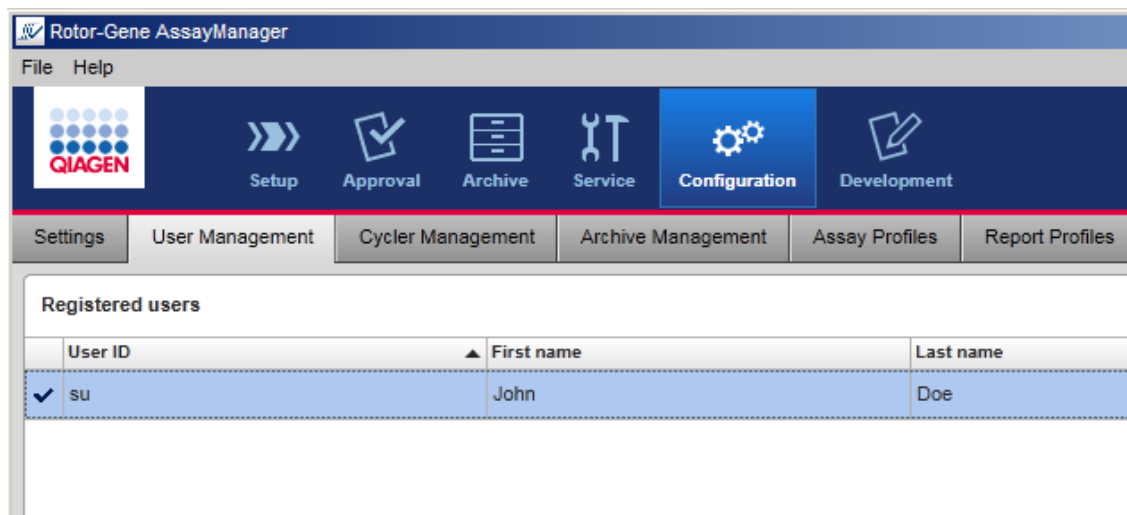 Rotor-Gene AssayManager
File Help
QIAGEN
Setup Approval Archive Service Configuration Development
Settings User Management Cycler Management Archive Management Assay Profiles Report Profiles
Registered users
User ID First name Last name
su John Doe